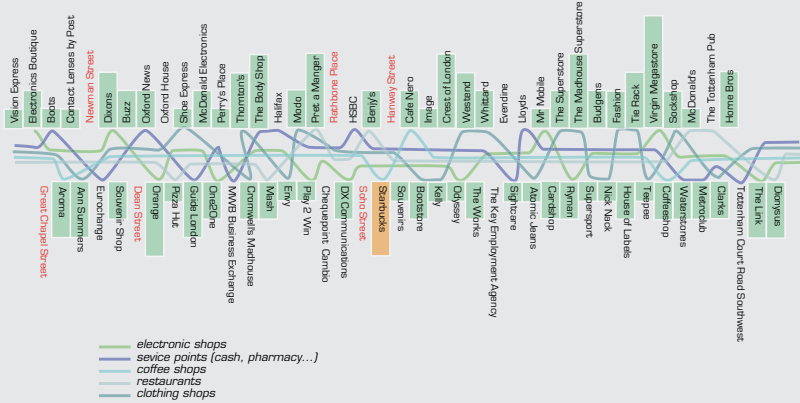 Vision Express
Electronics Boutique
Boots
Contact Lenses by Post
Newman Street
Dixons
Buzz
Oxford News
Oxford House
Shoe Express
McDonald Electronics
Perry's Place
Thornton's
The Body Shop
Halifax
Modo
Pret a Manger
Rathbone Place
HSBC
Benjy's
Hanway Street
Cafe Nero
Image
Crest of London
Westend
Whittard
Evendine
Lloyds
Mr Mobile
The Superstore
The Madhouse Superstore
Budgens
Fashion
Tie Rack
Virgin Megastore
Sockshop
McDonald's
The Tottenham Pub
Horne Bros
Great Chapel Street
Aroma
Ann Summers
Eurochange
Souvenir Shop
Dean Street
Orange
Pizza Hut
Guide London
One2One
MWB Business Exchange
Cromwell's Madhouse
Mash
Envy
Play 2 Win
Chequepoint Cambio
DX Communications
Soho Street
Starbucks
Souvenirs
Bootstore
Kelly
Odyssey
The Works
The Key Employment Agency
Sightcare
Atomic Jeans
Cardshop
Ryman
Supersport
Nick Nack
House of Labels
Teepee
Coffeeshop
Waterstones
Metroclub
Clarks
Tottenham Court Road Southwest
The Link
Dionysus
electronic shops
sevice points (cash, pharmacy...)
coffee shops
restaurants
clothing shops